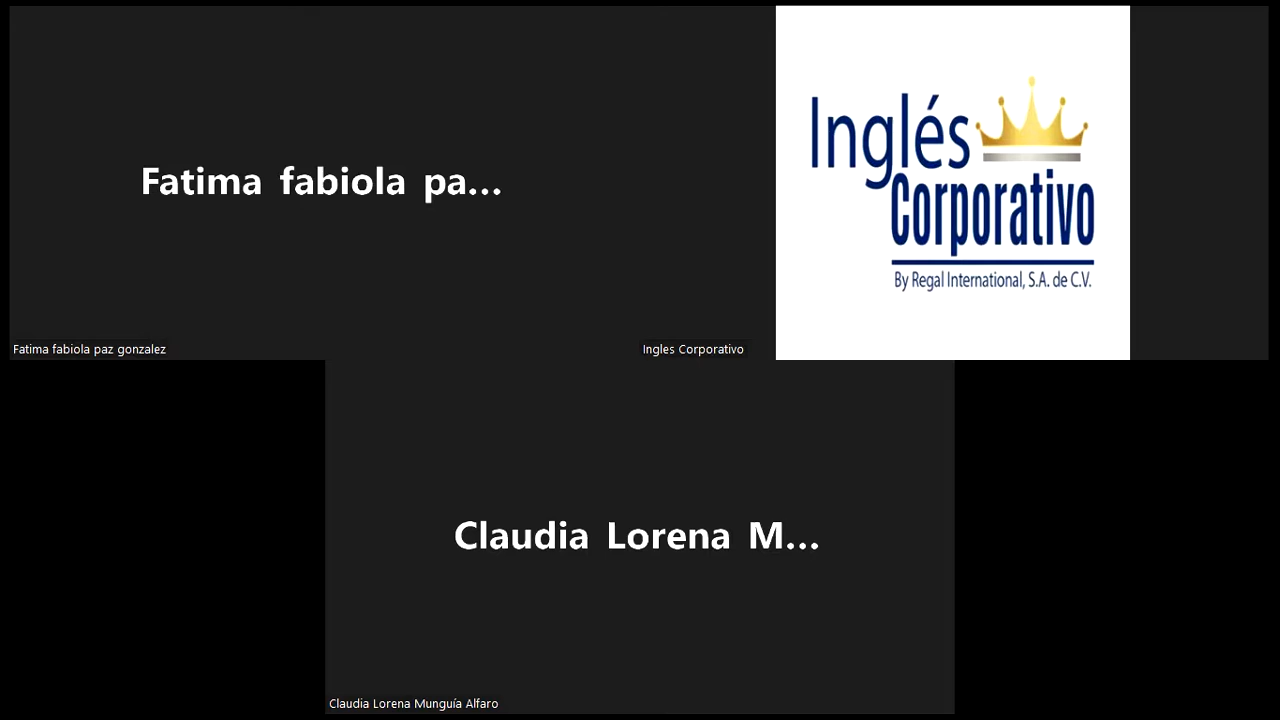 Fatima fabiola pa...
Fatima fabiola paz gonzalez
Inglés
Corporativo
By Regal International, S.A. de C.V.
Ingles Corporativo
Claudia Lorena M...
Claudia Lorena Munguía Alfaro